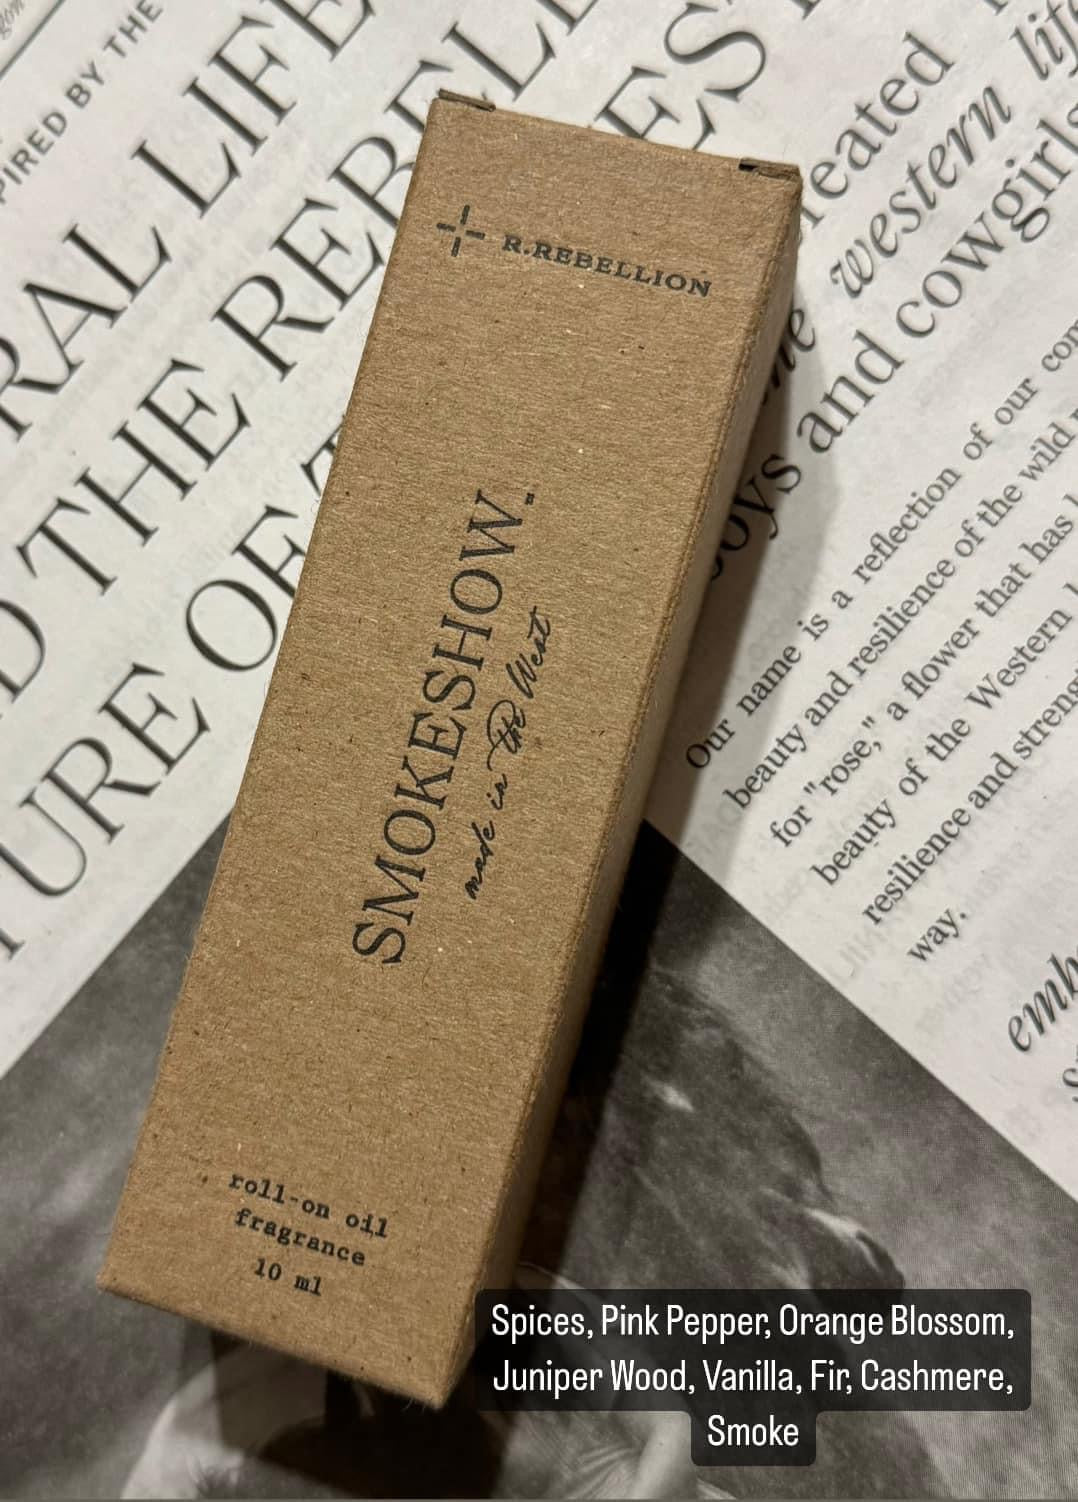 PIRED BY THE
RAL LIFE
D THE REBEL
URE OF T
R.REBELLION
SMOKESHOW.
made in the West
roll-on oil
fragrance
10 ml
western life
and cowgirls
Our name is a reflection of our
beauty and resilience of the wild
for "rose," a flower that has
beauty of the Western
resilience and
way.
Spices, Pink Pepper, Orange Blossom,
Juniper Wood, Vanilla, Fir, Cashmere,
Smoke